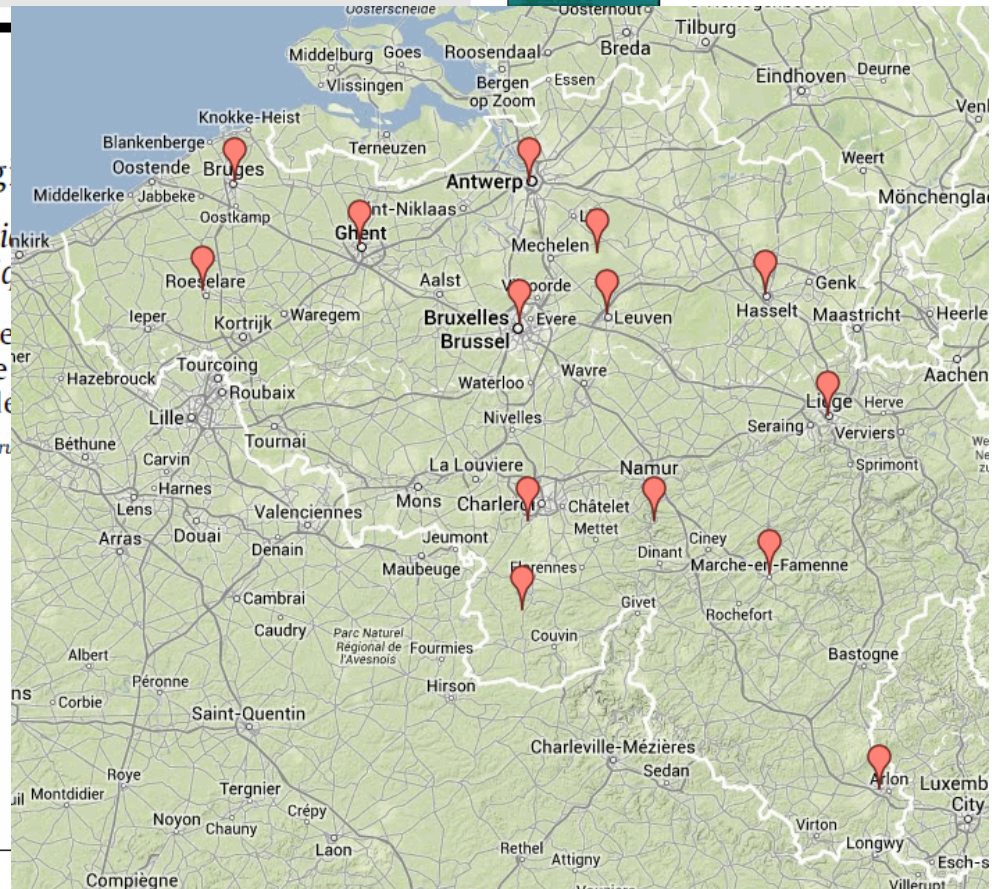 Oosterschelde
Oosterhout
Tilburg
Middelburg Goes Roosendaal Breda
Vlissingen
Bergen
op Zoom
Essen
Eindhoven Deurne
Knokke-Heist
Blankenberge
Terneuzen
Weert
Oostende Bruges
Antwerp
Middelkerke Jabbeke
Mönchengla
Oostkamp
nt-Niklaas
Ghent
Mechelen
nkirk
Roeselare
Aalst
Genk
Ieper
Waregem
Kortrijk
Bruxelles
Brussel
Evere
Leuven
Hasselt
Maastricht
Heerle
Tourcoing
Hazebrouck
Roubaix
Waterloo
Wavre
Aachen
Lille
Nivelles
Liège Herve
Béthune
Tournai
Seraing
Verviers
Carvin
La Louviere
Namur
Sprimont
Harnes
Mons
Charleroi
Châtelet
Lens
Valenciennes
Mettet
Arras
Douai
Denain
Jeumont
Ciney
Dinant
Maubeuge
Florennes
Marche-en-Famenne
Cambrai
Givet
Rochefort
Caudry
Parc Naturel
Régional de
l'Avesnois
Couvin
Fourmies
Albert
Bastogne
Péronne
Hirson
ns
Corbie
Saint-Quentin
Charleville-Mézières
Sedan
Roye
Arlon
Luxemb
City
uil Montdidier
Tergnier
Noyon
Chauny
Crépy
Virton
Laon
Longwy
Rethel
Attigny
Esch-s
Compiègne
Villerupt